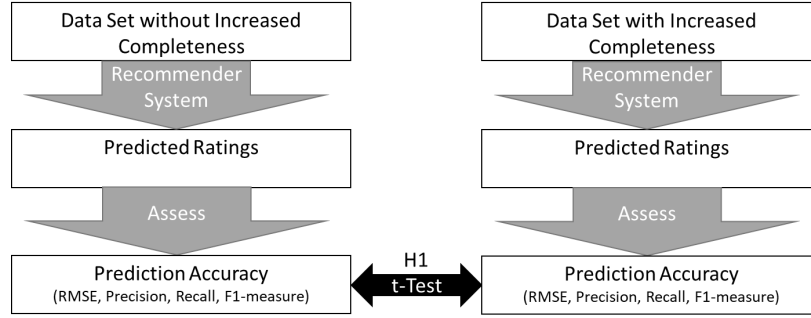 Data Set without Increased
Completeness
Recommender
System
Predicted Ratings
Assess
Prediction Accuracy
(RMSE, Precision, Recall, F1-measure)
H1
t-Test
Data Set with Increased
Completeness
Recommender
System
Predicted Ratings
Assess
Prediction Accuracy
(RMSE, Precision, Recall, F1-measure)